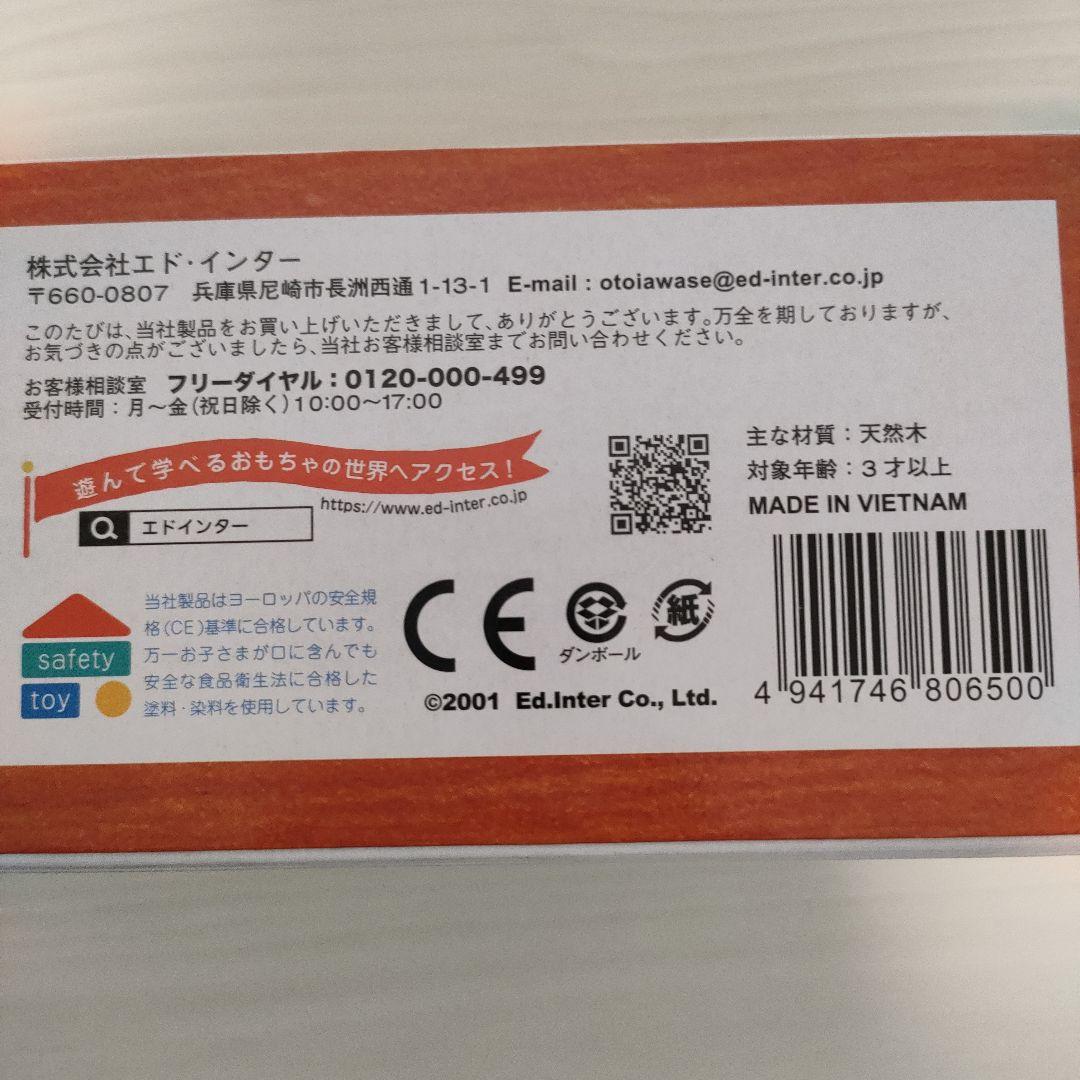 株式会社エド・インター
〒660-0807 兵庫県尼崎市長洲西通1-13-1 E-mail : otoiawase@ed-inter.co.jp
このたびは、当社製品をお買い上げいただきまして、ありがとうございます。万全を期しておりますが、
お気づきの点がございましたら、当社お客様相談室までお問い合わせください。
お客様相談室 フリーダイヤル：0120-000-499
受付時間：月〜金（祝日除く）10:00〜17:00
遊んで学べるおもちゃの世界へアクセス！
https://www.ed-inter.co.jp
エドインター
主な材質：天然木
対象年齢：3才以上
MADE IN VIETNAM
safety
toy
当社製品はヨーロッパの安全規
格(CE)基準に合格しています。
万一お子さまが口に含んでも
安全な食品衛生法に合格した
塗料・染料を使用しています。
CE
ダンボール
紙
©2001 Ed.Inter Co., Ltd.
4 941746 806500